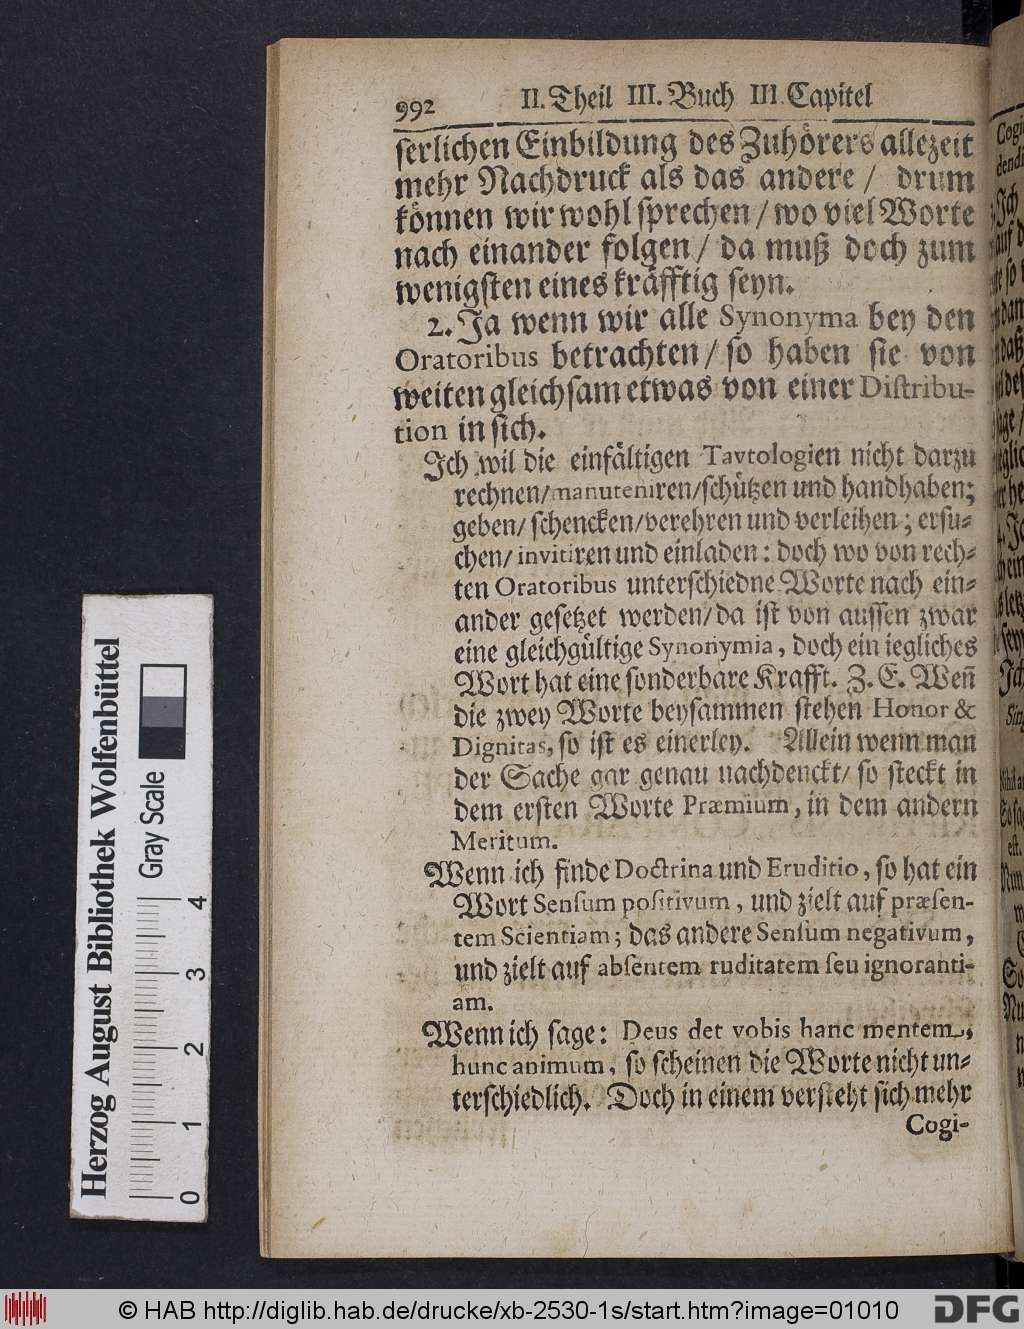 992 II. Theil III. Buch III. Capitel
serlichen Einbildung des Zuhörers allezeit
mehr Nachdruck als das andere / drum
können wir wohl sprechen / wo viel Worte
nach einander folgen / da muß doch zum
wenigsten eines kräfftig seyn.
2. Ja wenn wir alle Synonyma bey den
Oratoribus betrachten / so haben sie von
weiten gleichsam etwas von einer Distribu-
tion in sich.
Ich wil die einfältigen Tavtologien nicht darzu
rechnen / manuteniren / schützen und handhaben;
geben / schencken / verehren und verleihen; ersu-
chen / invitiren und einladen: doch wo von rech-
ten Oratoribus unterschiedne Worte nach ein-
ander gesetzet werden / da ist von aussen zwar
eine gleichgültige Synonymia, doch ein iegliches
Wort hat eine sonderbare Krafft. Z. E. Weñ
die zwey Worte beysammen stehen Honor &
Dignitas, so ist es einerley. Allein wenn man
der Sache gar genau nachdenckt / so steckt in
dem ersten Worte Præmium, in dem andern
Meritum.
Wenn ich finde Doctrina und Eruditio, so hat ein
Wort Sensum positivum, und zielt auf præsen-
tem Scientiam; das andere Sensum negativum,
und zielt auf absentem ruditatem seu ignoranti-
am.
Wenn ich sage: Deus det vobis hanc mentem,
hunc animum, so scheinen die Worte nicht un-
terschiedlich. Doch in einem versteht sich mehr
Cogi-
Herzog August Bibliothek Wolfenbüttel
Gray Scale
0 1 2 3 4
© HAB http://diglib.hab.de/drucke/xb-2530-1s/start.htm?image=01010
DFG